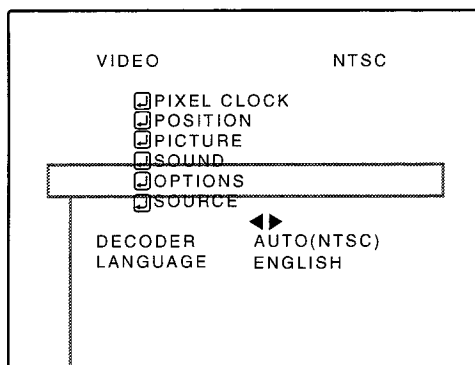 VIDEO NTSC
PIXEL CLOCK
POSITION
PICTURE
SOUND
OPTIONS
SOURCE
DECODER AUTO(NTSC)
LANGUAGE ENGLISH